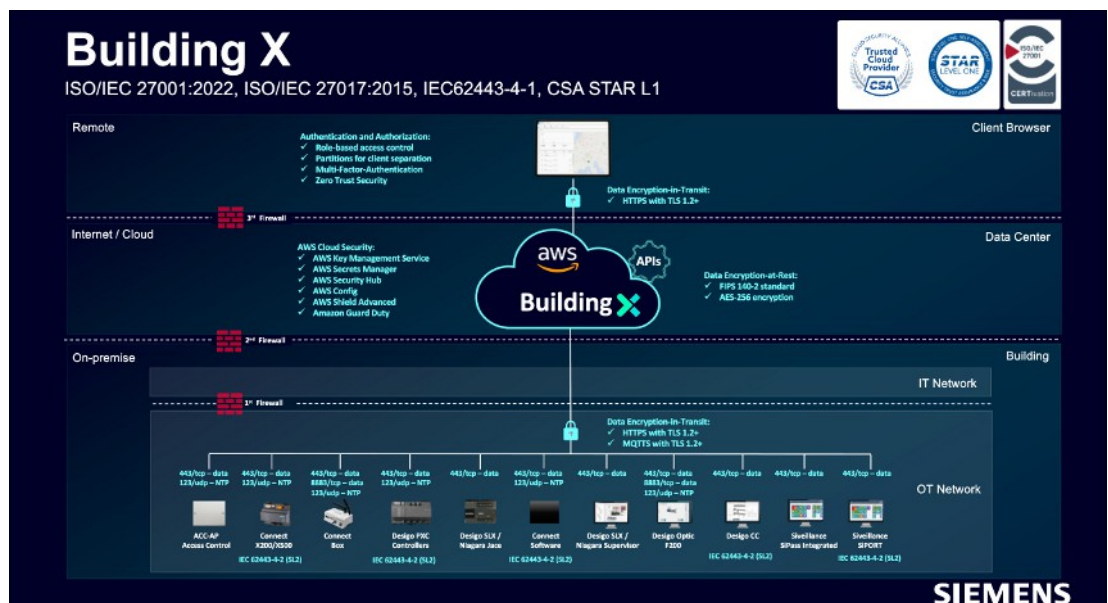 Building X
ISO/IEC 27001:2022, ISO/IEC 27017:2015, IEC62443-4-1, CSA STAR L1
CLOUD SECURITY ALLIANCE
Trusted
Cloud
Provider
CSA
STAR
LEVEL ONE
ISO/IEC
27001
CERTivation
Remote
Client Browser
Authentication and Authorization:
✓ Role-based access control
✓ Partitions for client separation
✓ Multi-Factor-Authentication
✓ Zero Trust Security
Data Encryption-in-Transit:
✓ HTTPS with TLS 1.2+
3rd Firewall
Internet / Cloud
Data Center
AWS Cloud Security:
✓ AWS Key Management Service
✓ AWS Secrets Manager
✓ AWS Security Hub
✓ AWS Config
✓ AWS Shield Advanced
✓ Amazon Guard Duty
aws
APIs
Building X
Data Encryption-at-Rest:
✓ FIPS 140-2 standard
✓ AES-256 encryption
2nd Firewall
On-premise
Building
IT Network
1st Firewall
Data Encryption-in-Transit:
✓ HTTPS with TLS 1.2+
✓ MQTTS with TLS 1.2+
OT Network
443/tcp – data
123/udp – NTP
ACC-AP
Access Control
443/tcp – data
123/udp – NTP
Connect
X200/X300
IEC 62443-4-2 (SL2)
443/tcp – data
8883/tcp – data
123/udp – NTP
Connect
Box
443/tcp – data
123/udp – NTP
Desigo PXC
Controllers
IEC 62443-4-2 (SL2)
443/tcp – data
Desigo SLX /
Niagara Jace
443/tcp – data
123/udp – NTP
Connect
Software
IEC 62443-4-2 (SL2)
443/tcp – data
Desigo SLX /
Niagara Supervisor
443/tcp – data
8883/tcp – data
123/udp – NTP
Desigo Optic
F200
443/tcp – data
Desigo CC
IEC 62443-4-2 (SL2)
443/tcp – data
Siveillance
SiPass Integrated
443/tcp – data
Siveillance
SiPORT
IEC 62443-4-2 (SL2)
SIEMENS